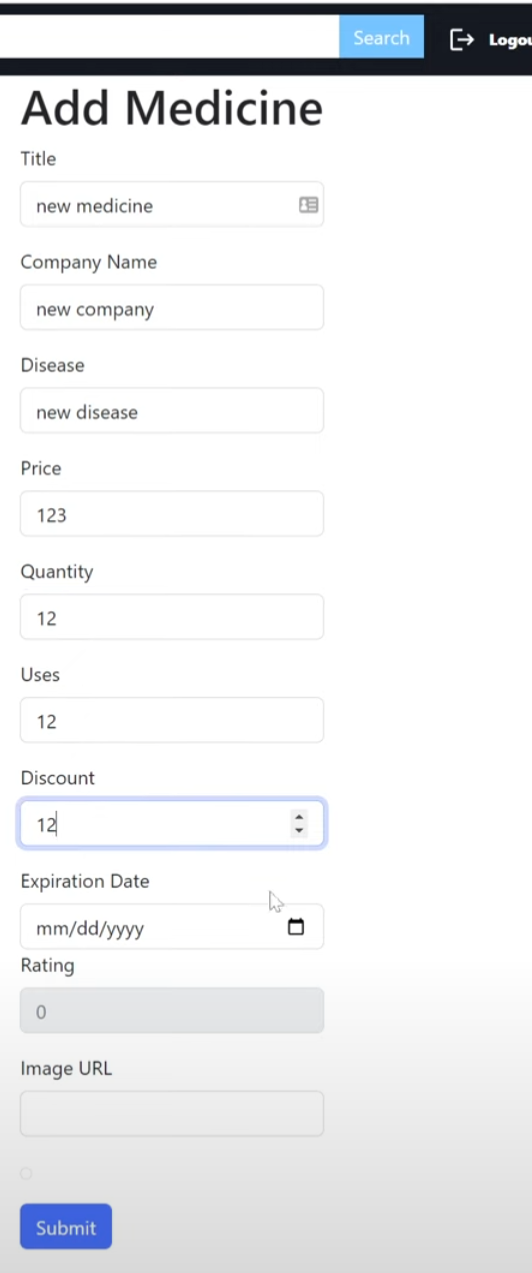 Search
Logou
Add Medicine
Title
new medicine
Company Name
new company
Disease
new disease
Price
123
Quantity
12
Uses
12
Discount
12
Expiration Date
mm/dd/yyyy
Rating
0
Image URL
Submit